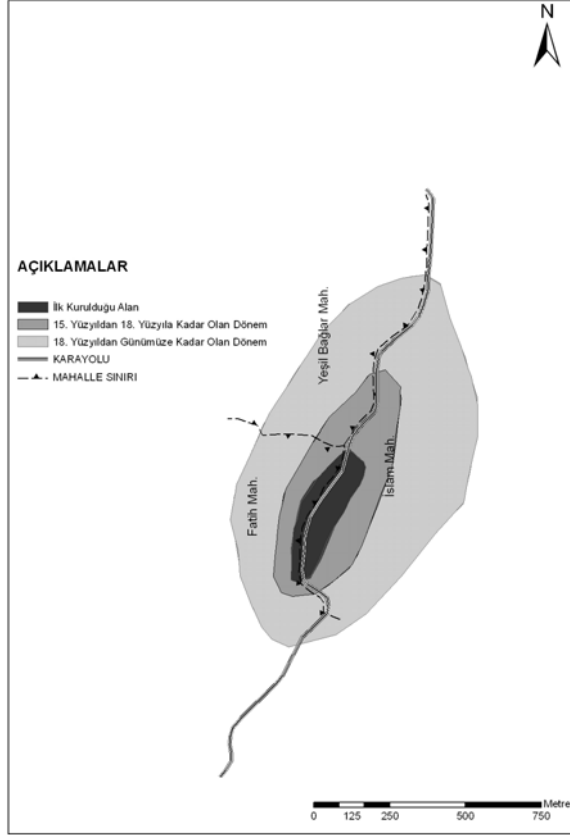 N
AÇIKLAMALAR
İlk Kurulduğu Alan
15. Yüzyıldan 18. Yüzyıla Kadar Olan Dönem
18. Yüzyıldan Günümüze Kadar Olan Dönem
KARAYOLU
MAHALLE SINIRI
Yeşil Bağlar Mah.
İslam Mah.
Fatih Mah.
Metre
0 125 250 500 750